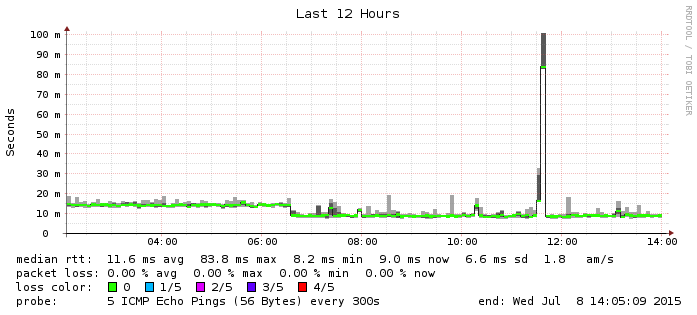 Last 12 Hours
RRDTOOL / TOBI OETIKER
Seconds
100 m
90 m
80 m
70 m
60 m
50 m
40 m
30 m
20 m
10 m
0
04:00 06:00 08:00 10:00 12:00 14:00
median rtt: 11.6 ms avg 83.8 ms max 8.2 ms min 9.0 ms now 6.6 ms sd 1.8 am/s
packet loss: 0.00 % avg 0.00 % max 0.00 % min 0.00 % now
loss color: 0 1/5 2/5 3/5 4/5
probe: 5 ICMP Echo Pings (56 Bytes) every 300s end: Wed Jul 8 14:05:09 2015